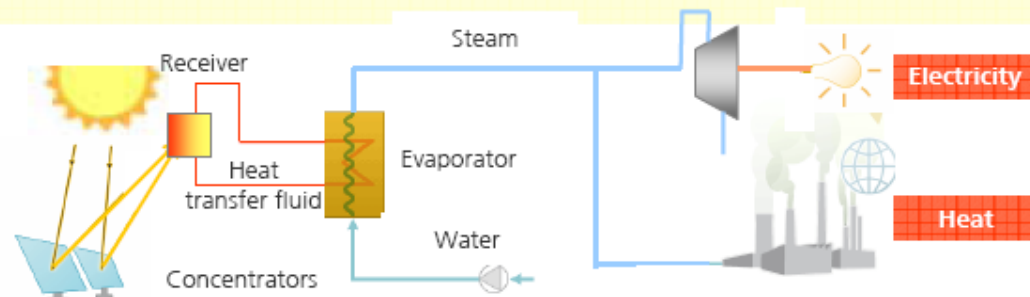 Steam
Receiver
Electricity
Evaporator
Heat
transfer fluid
Heat
Water
Concentrators